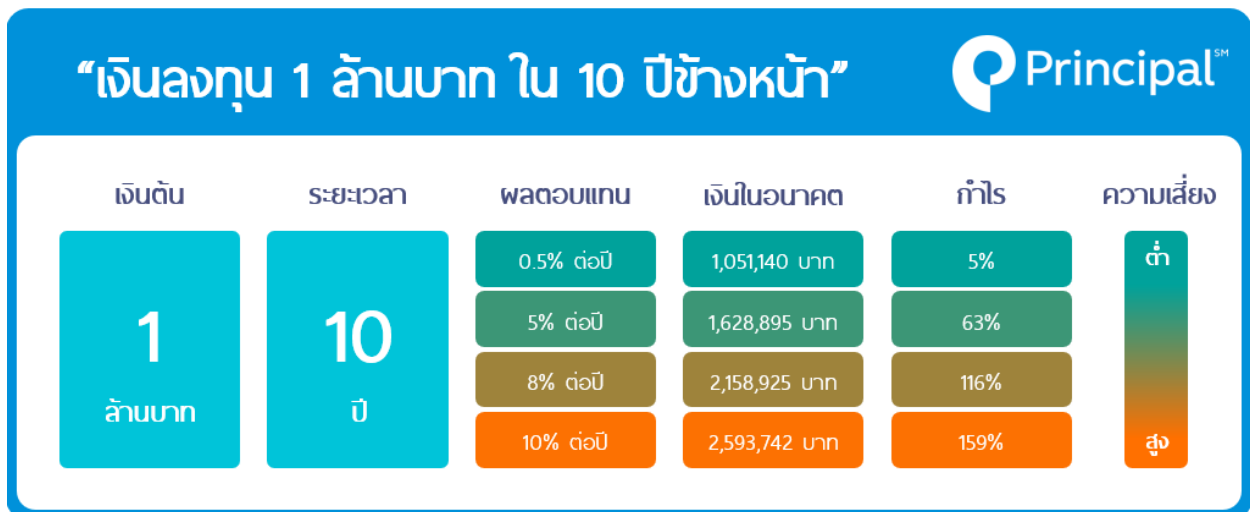 “เงินลงทุน 1 ล้านบาท ใน 10 ปีข้างหน้า”
Principal℠
เงินต้น ระยะเวลา ผลตอบแทน เงินในอนาคต กำไร ความเสี่ยง
1
ล้านบาท
10
ปี
0.5% ต่อปี 1,051,140 บาท 5%
5% ต่อปี 1,628,895 บาท 63%
8% ต่อปี 2,158,925 บาท 116%
10% ต่อปี 2,593,742 บาท 159%
ต่ำ
สูง